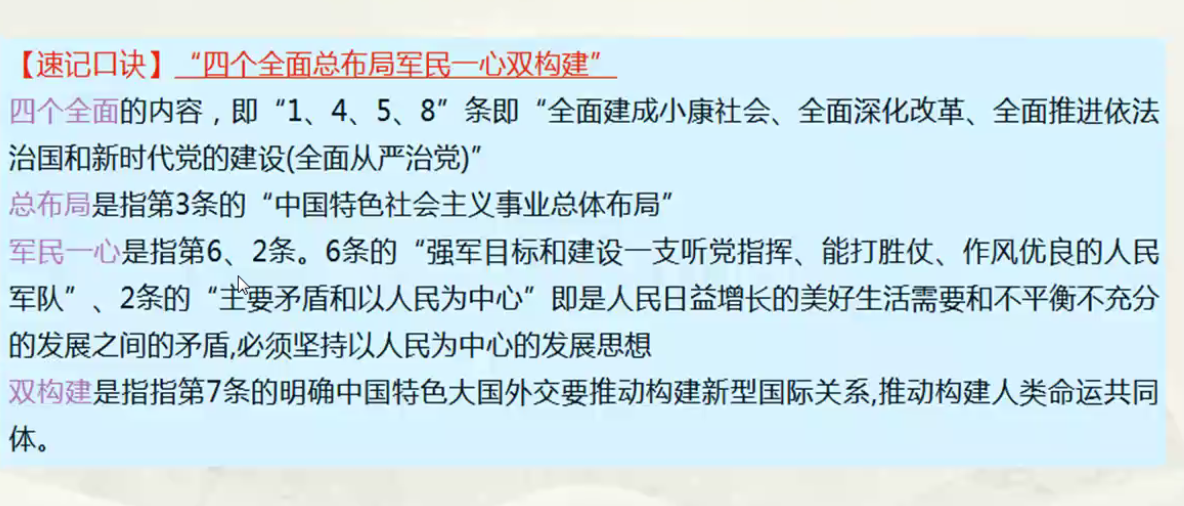 【速记口诀】“四个全面总布局军民一心双构建”
四个全面的内容，即“1、4、5、8”条即“全面建成小康社会、全面深化改革、全面推进依法
治国和新时代党的建设(全面从严治党)”
总布局是指第3条的“中国特色社会主义事业总体布局”
军民一心是指第6、2条。6条的“强军目标和建设一支听党指挥、能打胜仗、作风优良的人民
军队”、2条的“主要矛盾和以人民为中心”即是人民日益增长的美好生活需要和不平衡不充分
的发展之间的矛盾,必须坚持以人民为中心的发展思想
双构建是指指第7条的明确中国特色大国外交要推动构建新型国际关系,推动构建人类命运共同
体。